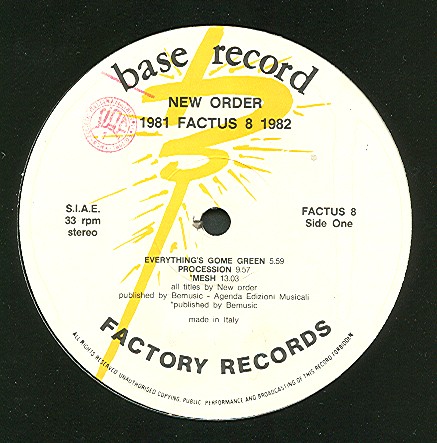 base record
NEW ORDER
1981 FACTUS 8 1982
S.I.A.E.
33 rpm
stereo
FACTUS 8
Side One
EVERYTHING'S GOME GREEN 5.59
PROCESSION 9.57
*MESH 13.03
all titles by New order
published by Bemusic - Agenda Edizioni Musicali
*published by Bemusic
made in Italy
FACTORY RECORDS
ALL RIGHTS RESERVED UNAUTHORISED COPYING, PUBLIC PERFORMANCE AND BROADCASTING OF THIS RECORD FORBIDDEN